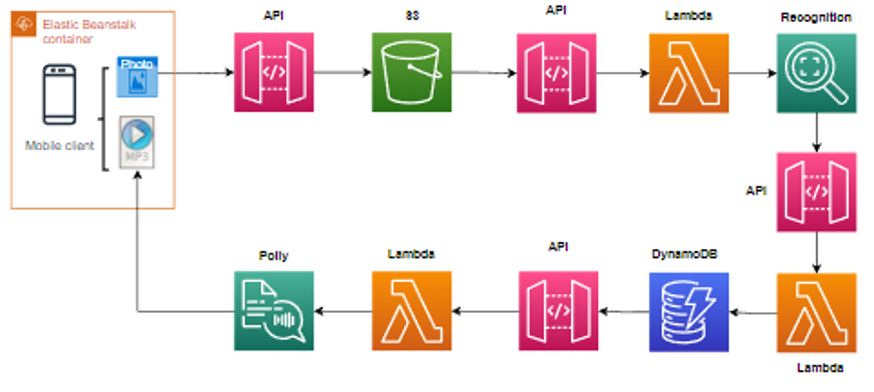 Elastic Beanstalk
container
Photo
Mobile client
MP3
API
S3
API
Lambda
Recognition
API
Lambda
DynamoDB
API
Lambda
Polly